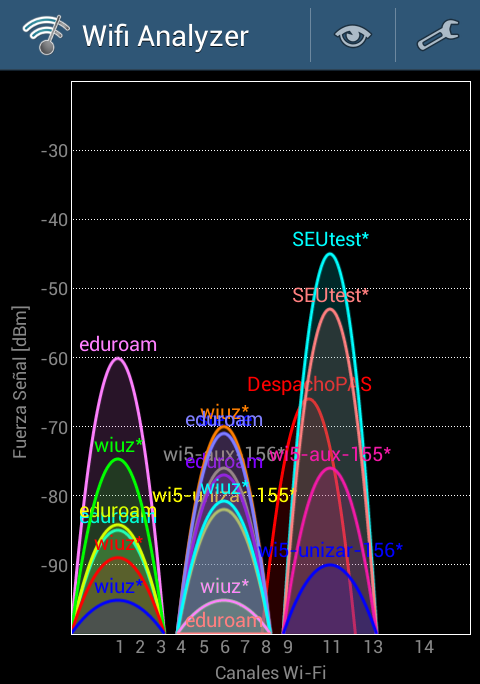 Wifi Analyzer
-30
-40
SEUtest*
-50
SEUtest*
eduroam
-60
DespachoPAS
wiuz*
eduroam
-70
wiuz*
wi5-aux-156*
wi5-aux-155*
eduroam
wiuz*
wi5-unizar-155*
-80
eduroam
eduroam
wiuz*
wi5-unizar-156*
-90
wiuz*
wiuz*
eduroam
1 2 3 4 5 6 7 8 9 11 13 14
Canales Wi-Fi
Fuerza Señal [dBm]